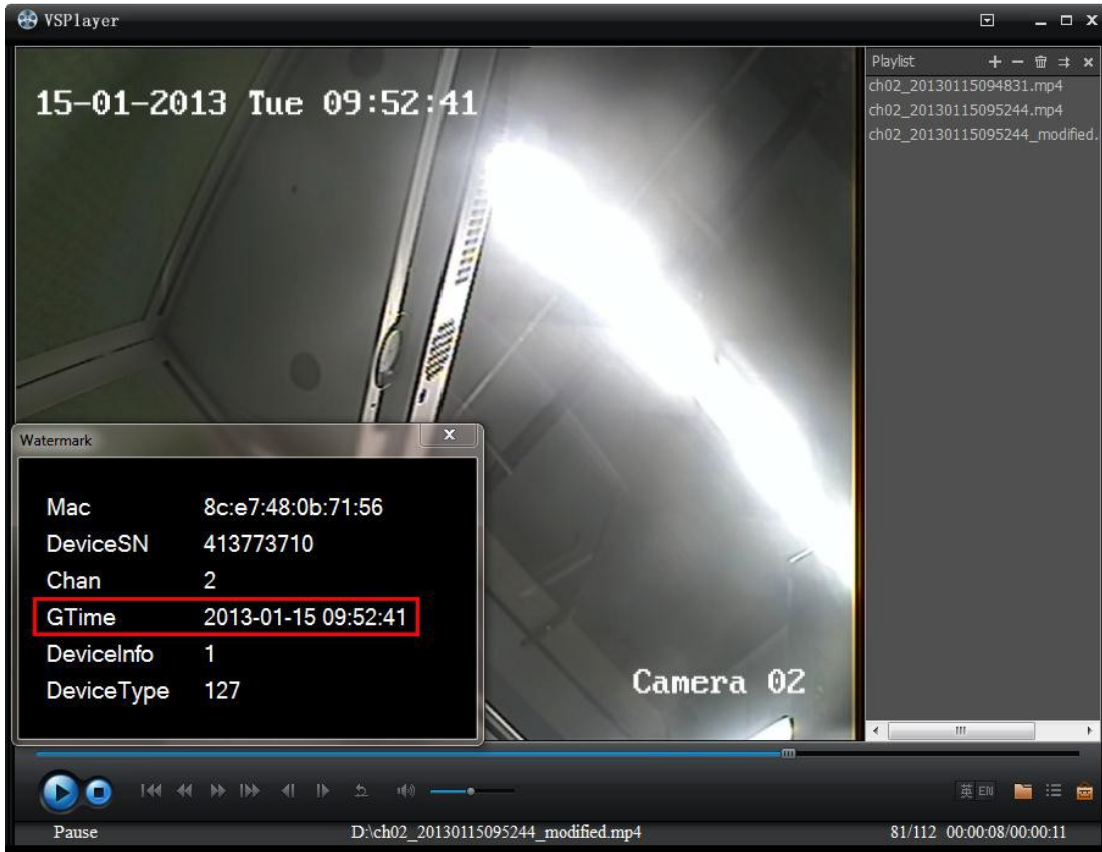 VSPlayer
Playlist
ch02_20130115094831.mp4
ch02_20130115095244.mp4
ch02_20130115095244_modified.
15-01-2013 Tue 09:52:41
Watermark
Mac 8c:e7:48:0b:71:56
DeviceSN 413773710
Chan 2
GTime 2013-01-15 09:52:41
DeviceInfo 1
DeviceType 127
Camera 02
英 EN
Pause D:\ch02_20130115095244_modified.mp4 81/112 00:00:08/00:00:11